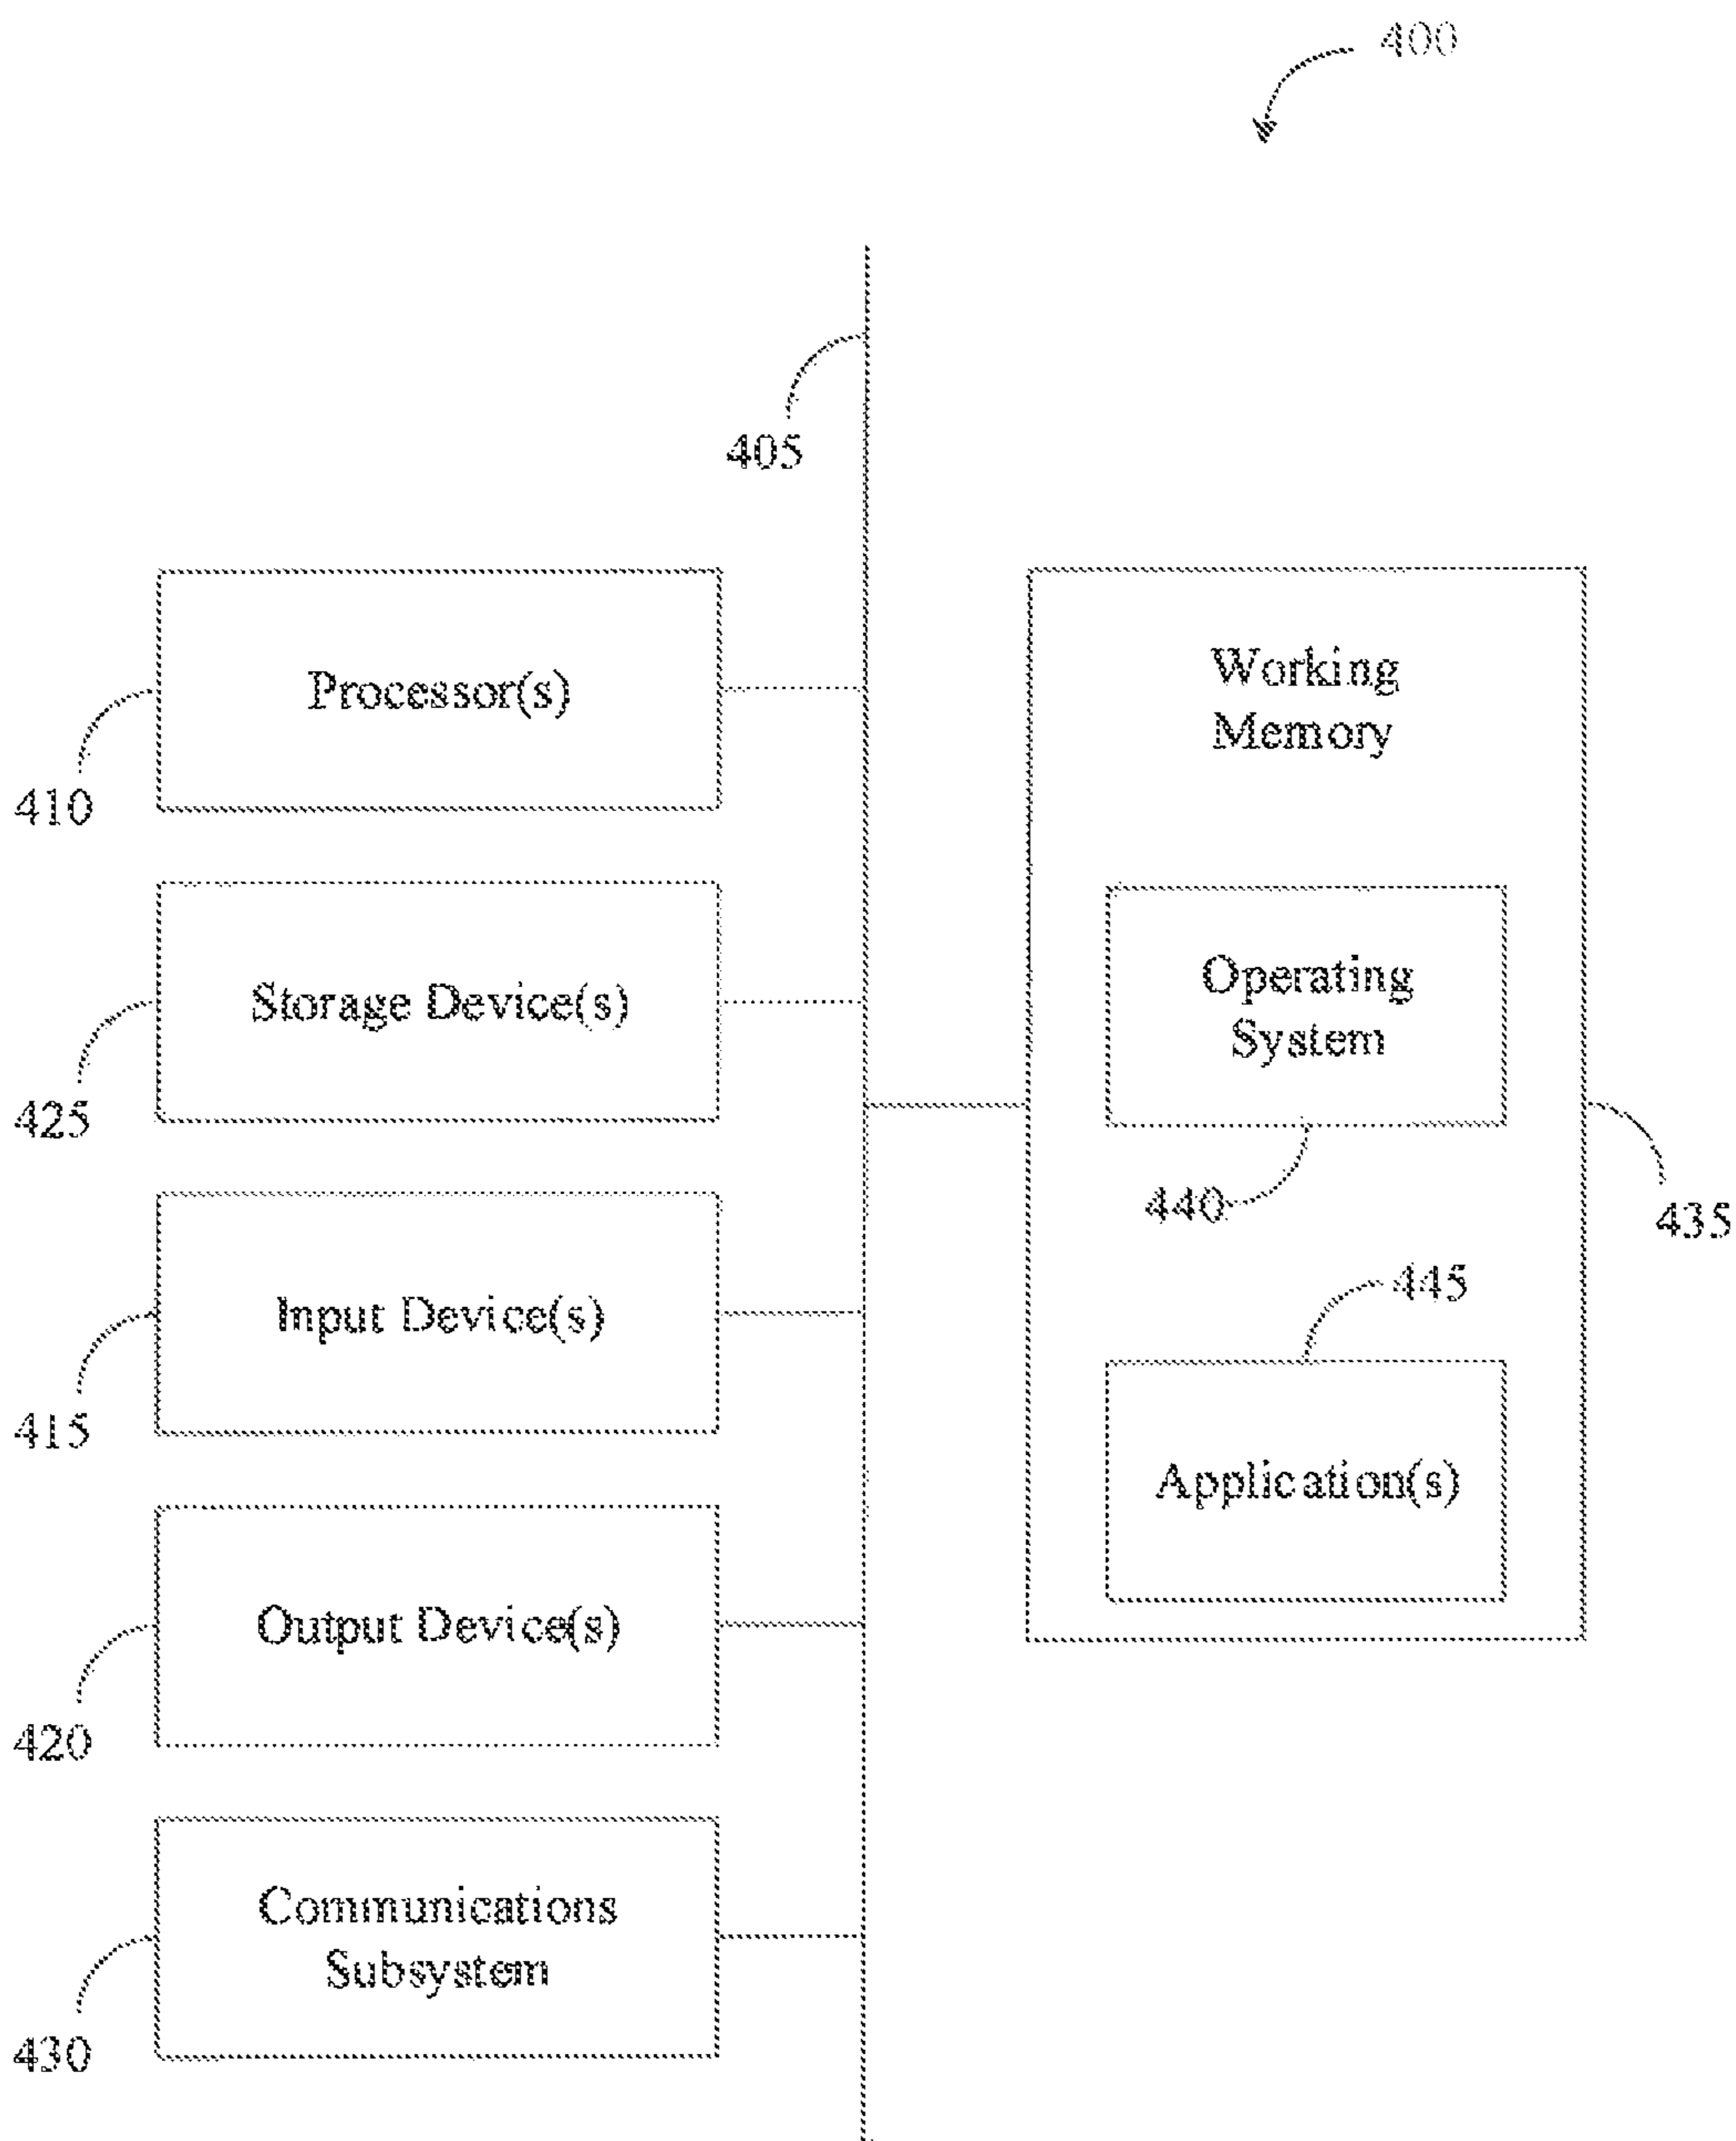 400
405
Processor(s)
410
Storage Device(s)
425
Input Device(s)
415
Output Device(s)
420
Communications
Subsystem
430
Working
Memory
Operating
System
440
435
445
Application(s)